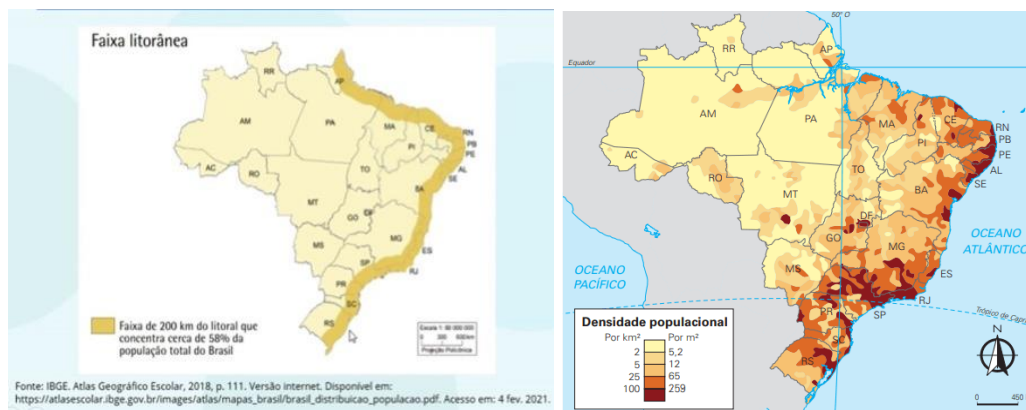 Faixa litorânea
RR
AP
AM
PA
MA
CE
RN
PB
PE
AL
SE
PI
AC
RO
TO
BA
MT
GO
DF
MG
MS
ES
SP
RJ
PR
SC
RS
Faixa de 200 km do litoral que
concentra cerca de 58% da
população total do Brasil
Projeção Policônica
Fonte: IBGE. Atlas Geográfico Escolar, 2018, p. 111. Versão internet. Disponível em:
https://atlasescolar.ibge.gov.br/images/atlas/mapas_brasil/brasil_distribuicao_populacao.pdf. Acesso em: 4 fev. 2021.
50° O
Equador
RR
AP
AM
PA
MA
CE
RN
PB
PE
AL
SE
PI
AC
RO
TO
BA
MT
DF
GO
MG
MS
ES
RJ
SP
PR
SC
RS
OCEANO
ATLÂNTICO
OCEANO
PACÍFICO
Trópico de
Densidade populacional
Por km² Por m²
2 5,2
5 12
25 65
100 259
N
0 450